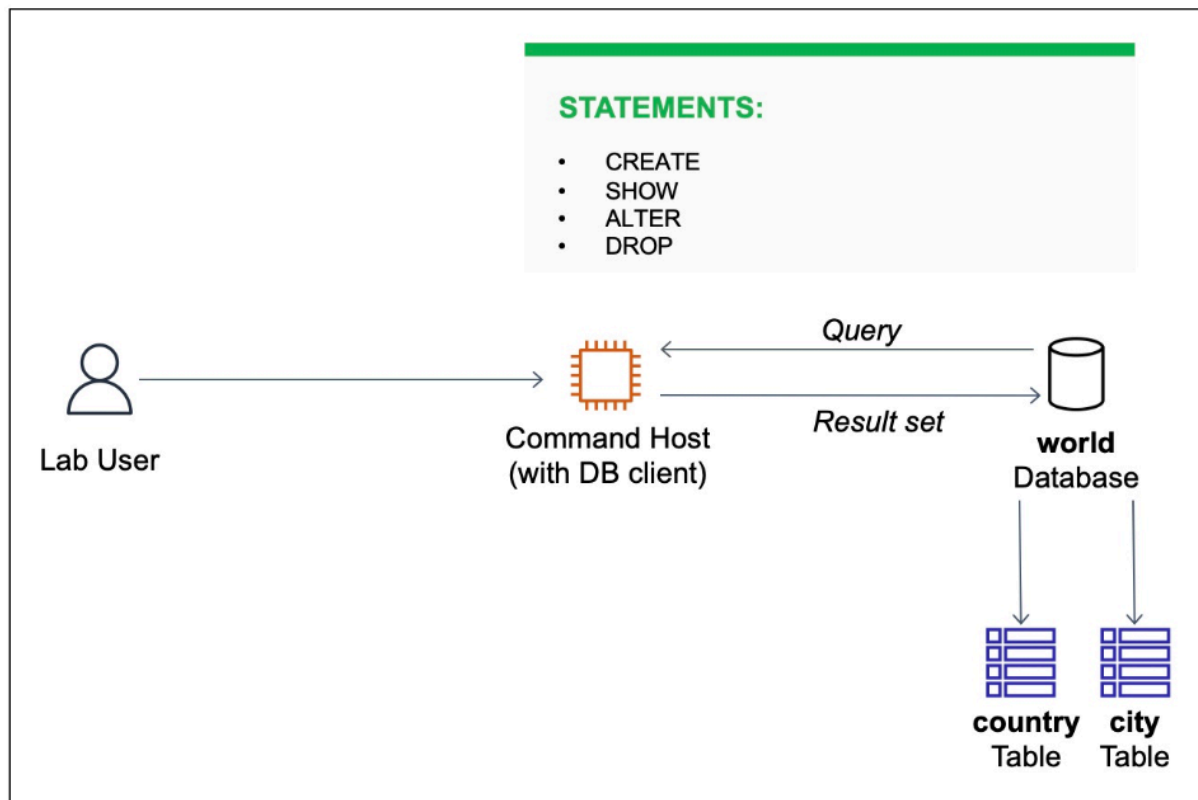 STATEMENTS:
• CREATE
• SHOW
• ALTER
• DROP
Query
Result set
Lab User
Command Host
(with DB client)
world
Database
country
Table
city
Table